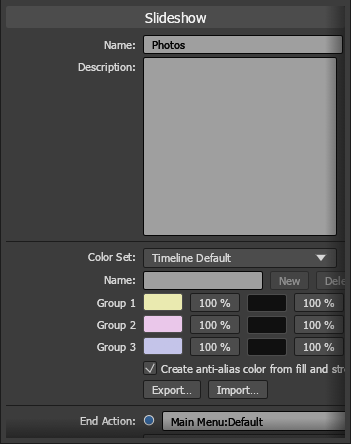 Slideshow
Name: Photos
Description:
Color Set: Timeline Default
Name: New
Group 1 100 % 100 %
Group 2 100 % 100 %
Group 3 100 % 100 %
Create anti-alias color from fill and
Export... Import...
End Action: Main Menu:Default